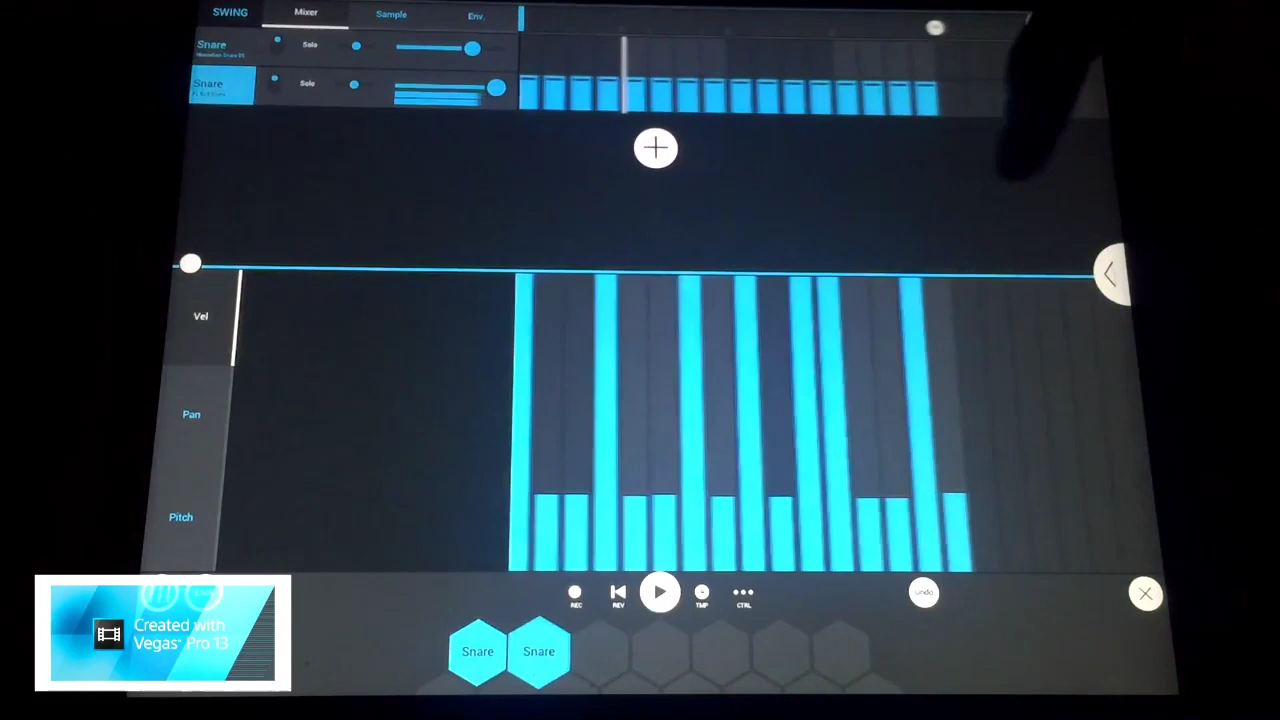 SWING
Mixer
Sample
Env.
Snare
Solo
Snare
Solo
Vel
Pan
Pitch
REC
REV
TMP
CTRL
undo
Snare
Snare
Created with
Vegas™ Pro 13